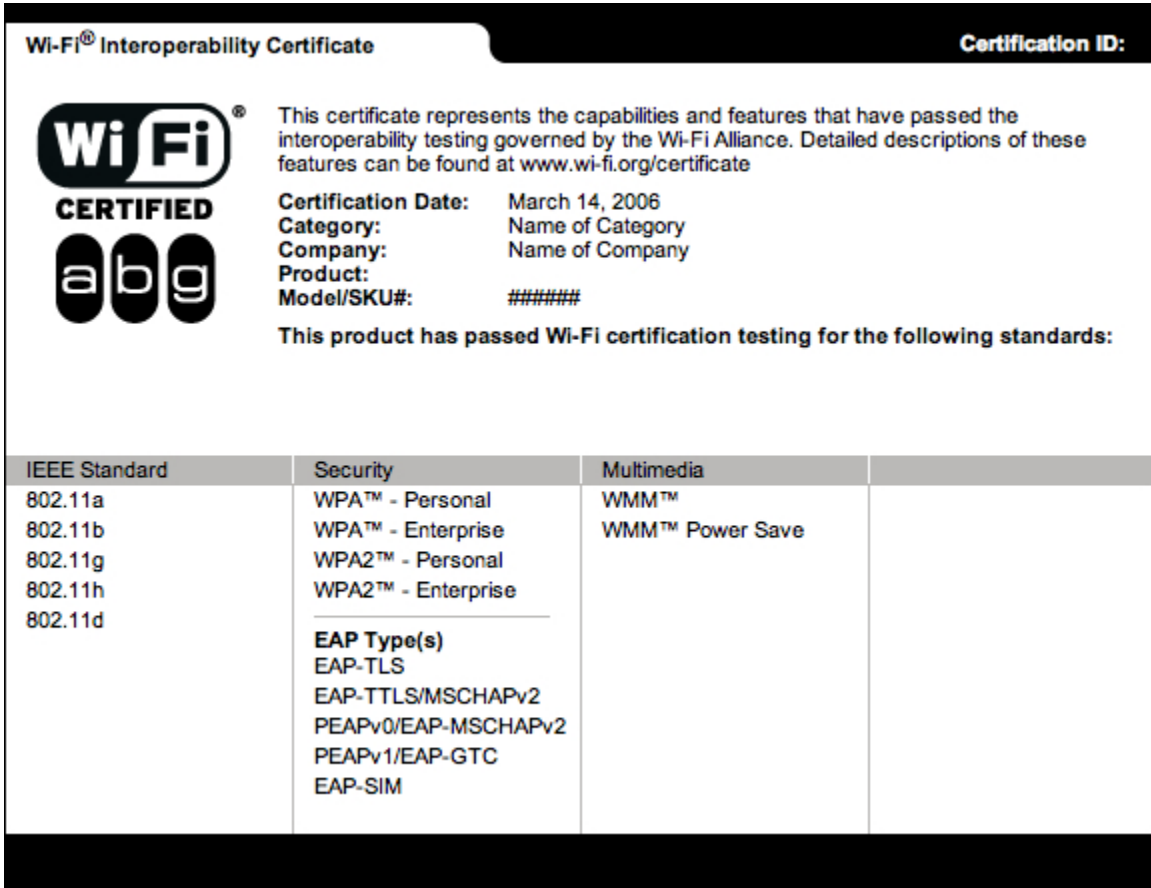 Wi-Fi® Interoperability Certificate
Certification ID:
Wi Fi®
CERTIFIED
a b g
This certificate represents the capabilities and features that have passed the
interoperability testing governed by the Wi-Fi Alliance. Detailed descriptions of these
features can be found at www.wi-fi.org/certificate
Certification Date: March 14, 2006
Category: Name of Category
Company: Name of Company
Product:
Model/SKU#: ######
This product has passed Wi-Fi certification testing for the following standards:
IEEE Standard
802.11a
802.11b
802.11g
802.11h
802.11d
Security
WPA™ - Personal
WPA™ - Enterprise
WPA2™ - Personal
WPA2™ - Enterprise
EAP Type(s)
EAP-TLS
EAP-TTLS/MSCHAPv2
PEAPv0/EAP-MSCHAPv2
PEAPv1/EAP-GTC
EAP-SIM
Multimedia
WMM™
WMM™ Power Save